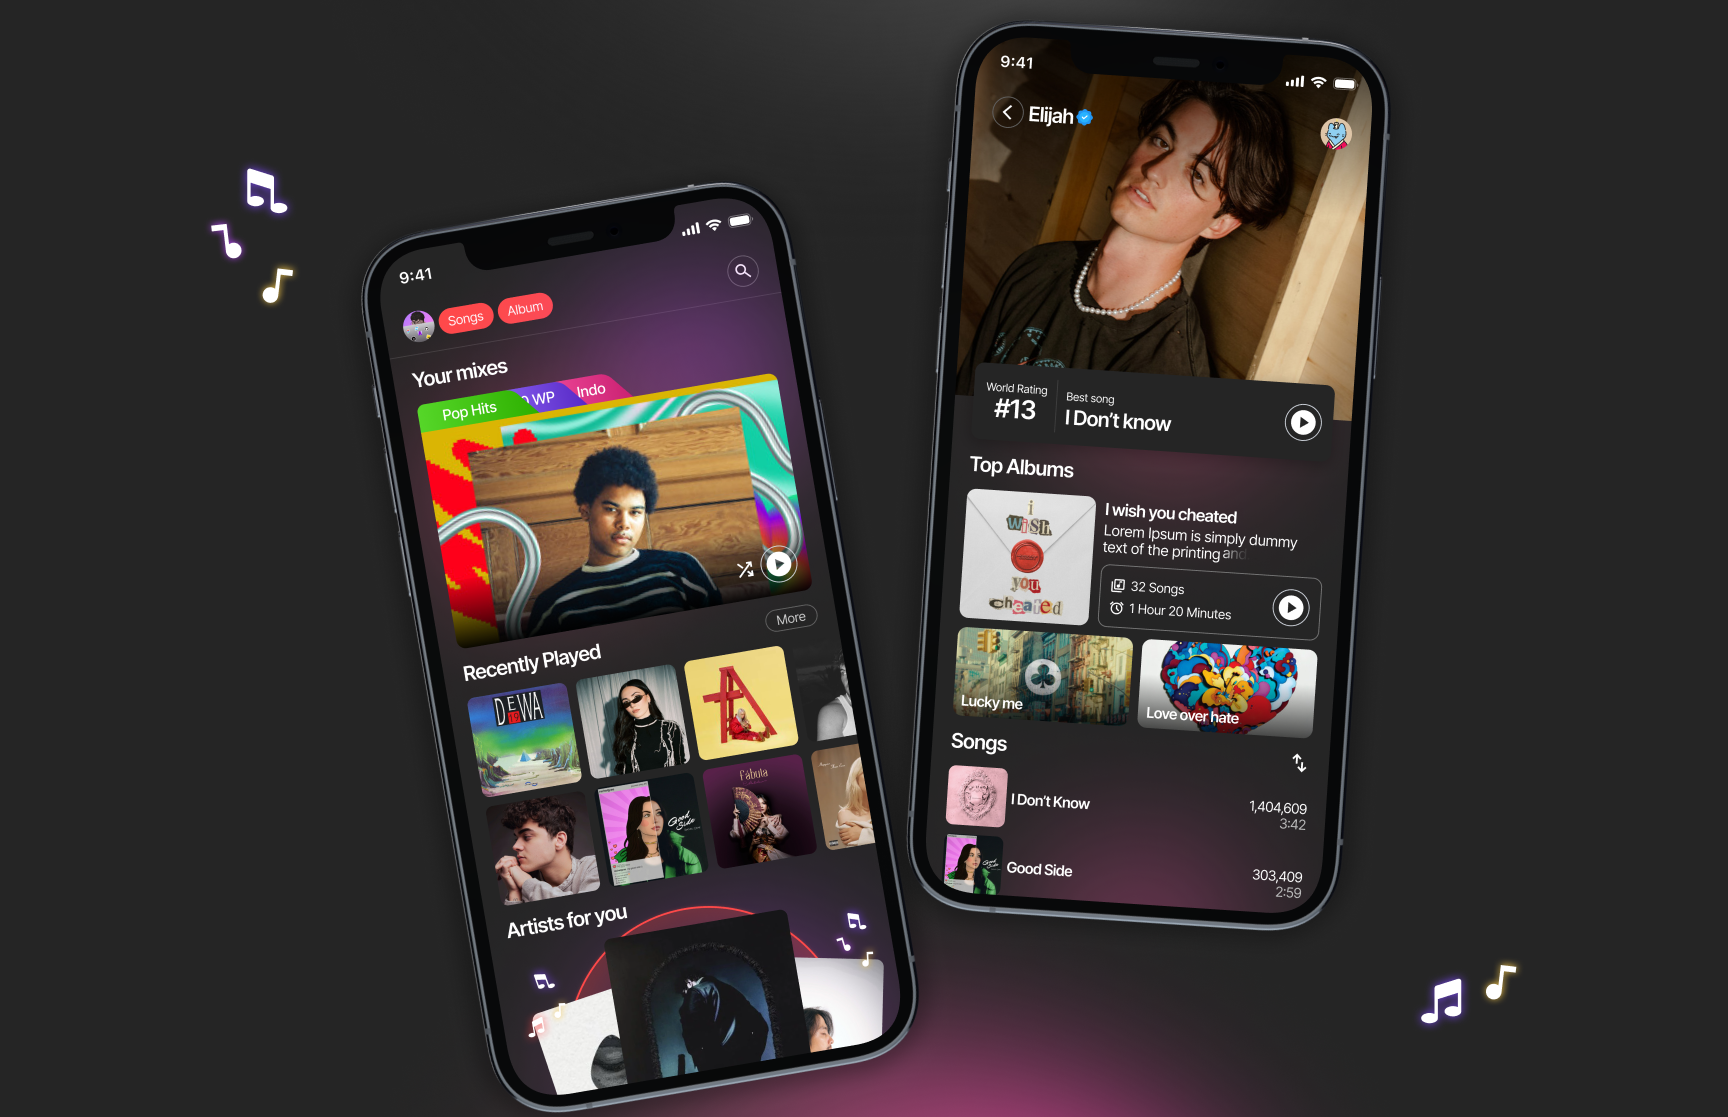 9:41
Songs
Album
Your mixes
Pop Hits
WP
Indo
More
Recently Played
DEWA
19
Good
Side
fábula
Artists for you
9:41
Elijah
World Rating
#13
Best song
I Don't know
Top Albums
i
wish
you
cheated
I wish you cheated
Lorem Ipsum is simply dummy
text of the printing and
32 Songs
1 Hour 20 Minutes
Lucky me
Love over hate
Songs
I Don't Know
1,404,609
3:42
Good Side
303,409
2:59